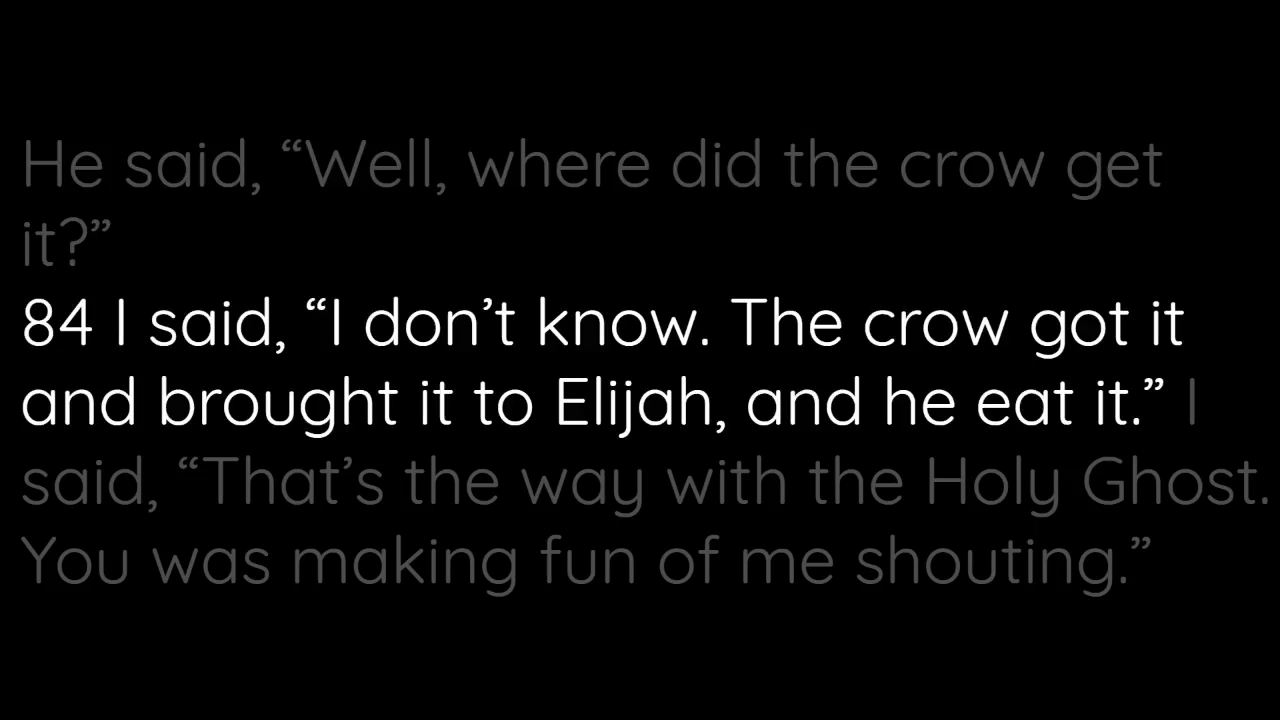 He said, “Well, where did the crow get
it?”
84 I said, “I don’t know. The crow got it
and brought it to Elijah, and he eat it.” I
said, “That’s the way with the Holy Ghost.
You was making fun of me shouting.”